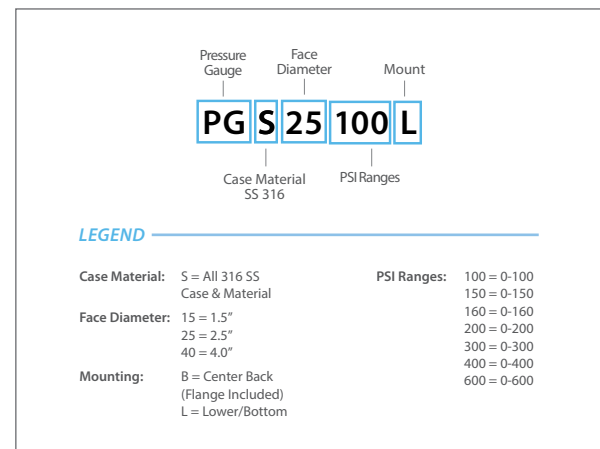 Pressure Gauge
Face Diameter
Mount
PG S 25 100 L
Case Material SS 316
PSI Ranges
LEGEND
Case Material: S = All 316 SS
Case & Material
Face Diameter: 15 = 1.5”
25 = 2.5”
40 = 4.0”
Mounting: B = Center Back
(Flange Included)
L = Lower/Bottom
PSI Ranges: 100 = 0-100
150 = 0-150
160 = 0-160
200 = 0-200
300 = 0-300
400 = 0-400
600 = 0-600